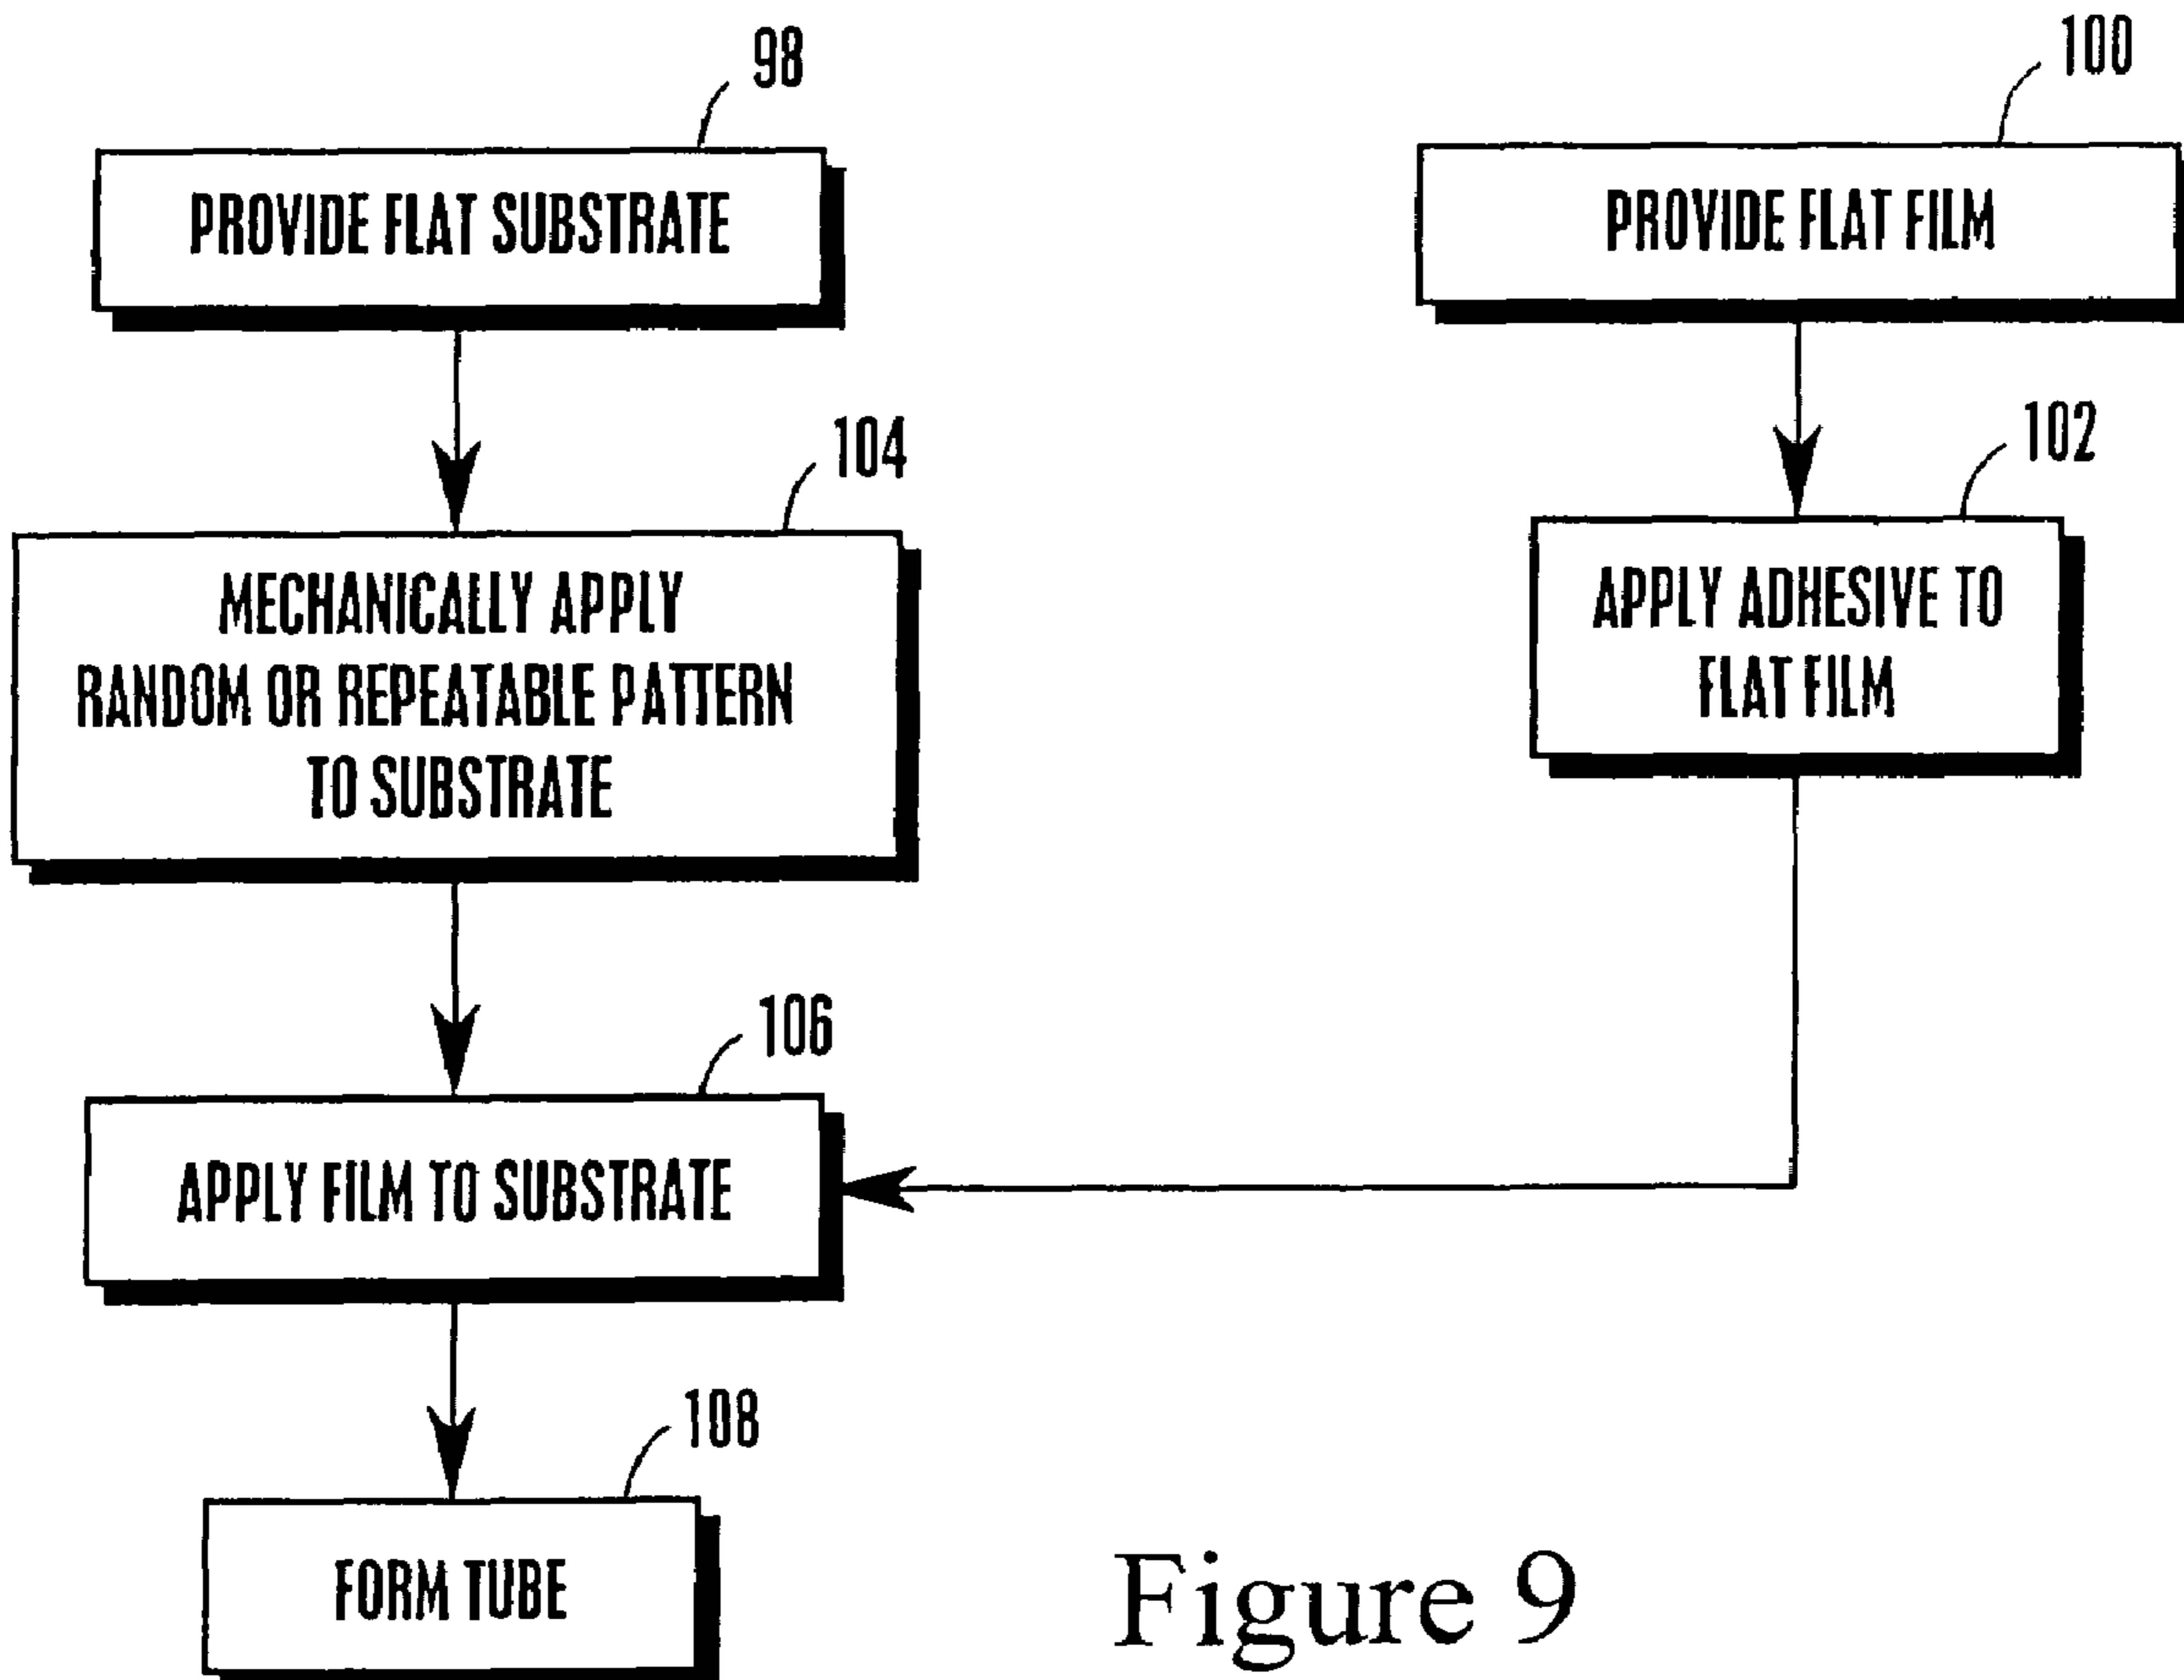 98
PROVIDE FLAT SUBSTRATE
100
PROVIDE FLAT FILM
104
MECHANICALLY APPLY
RANDOM OR REPEATABLE PATTERN
TO SUBSTRATE
102
APPLY ADHESIVE TO
FLAT FILM
106
APPLY FILM TO SUBSTRATE
108
FORM TUBE
Figure 9